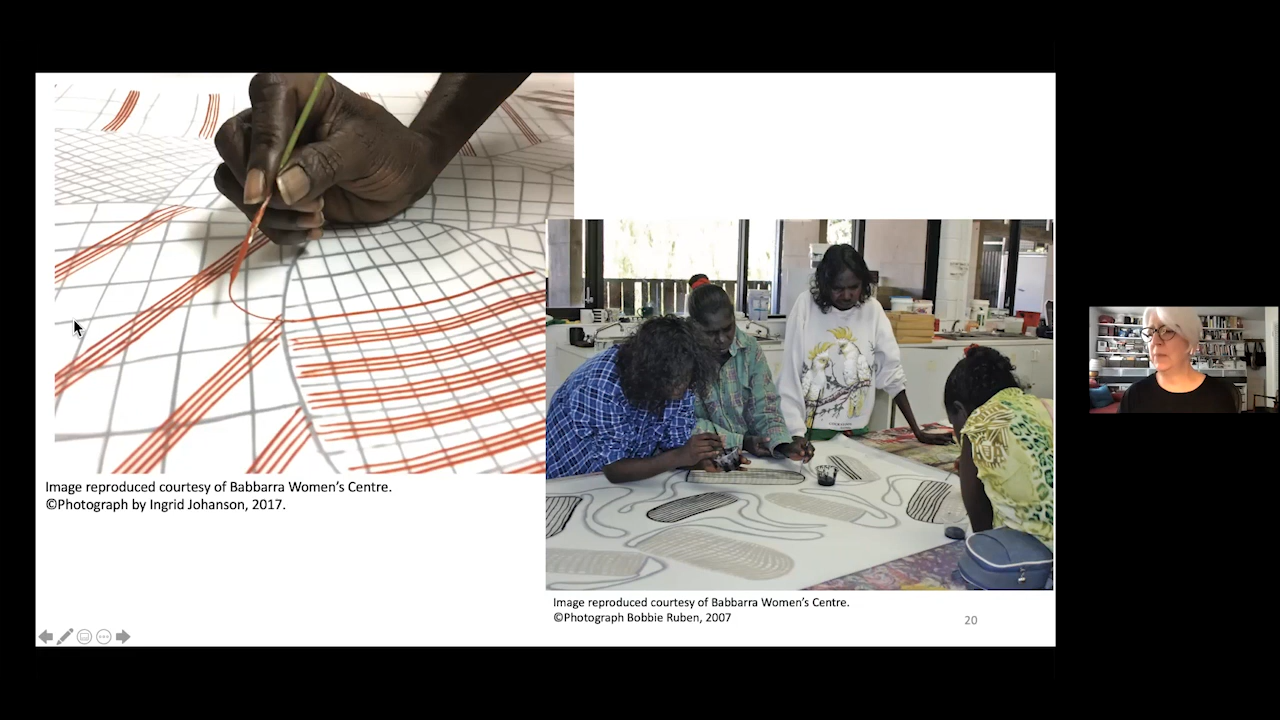 Image reproduced courtesy of Babbarra Women's Centre.
©Photograph by Ingrid Johanson, 2017.
Image reproduced courtesy of Babbarra Women's Centre.
©Photograph Bobbie Ruben, 2007
20